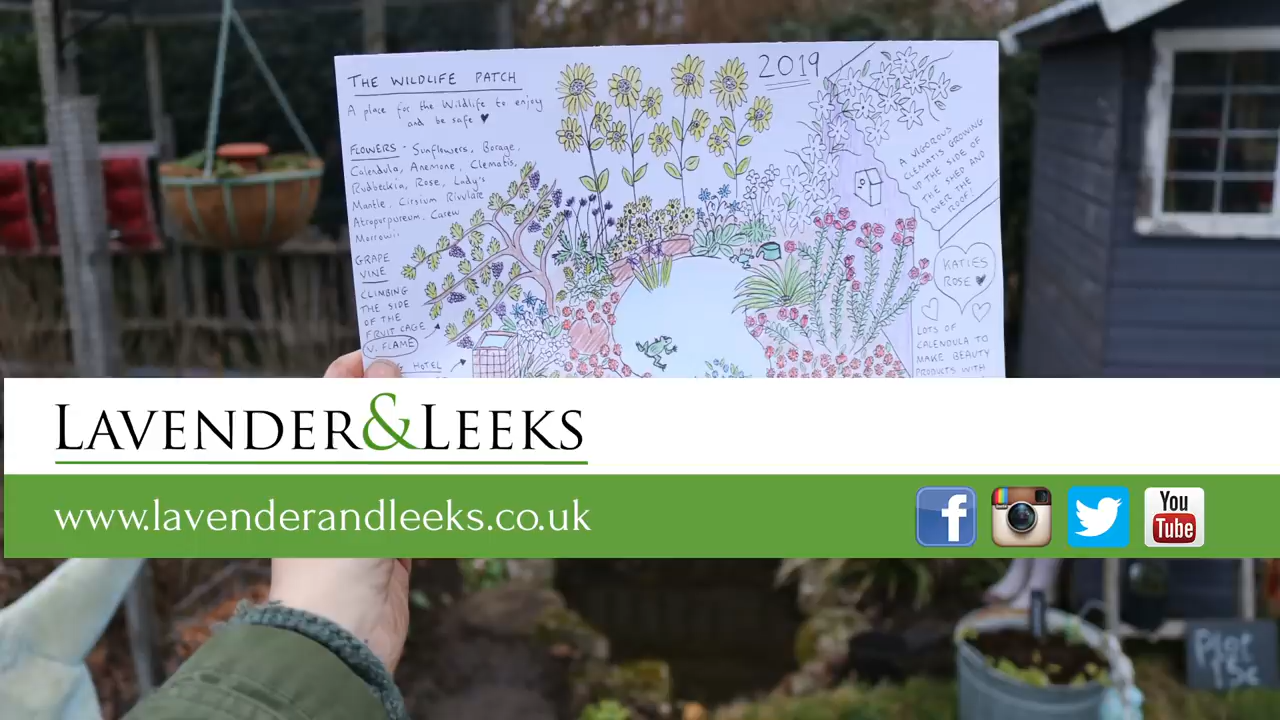 THE WILDLIFE PATCH
A place for the Wildlife to enjoy
and be safe
FLOWERS - Sunflowers, Borage,
Calendula, Anemone, Clematis,
Rudbeckia, Rose, Lady's
Mantle, Cirsium Rivulare
Atropurpureum, Carex
Morrowii
GRAPE
VINE
CLIMBING
THE SIDE
OF THE
FRUIT CAGE
V. FLAME
HOTEL
2019
A VIGOROUS
CLEMATIS GROWING
UP THE SIDE OF
THE SHED AND
OVER THE
ROOF!
KATIES
ROSE
LOTS OF
CALENDULA TO
MAKE BEAUTY
PRODUCTS WITH
LAVENDER&LEEKS
www.lavenderandleeks.co.uk
f
You
Tube
Plot
15c